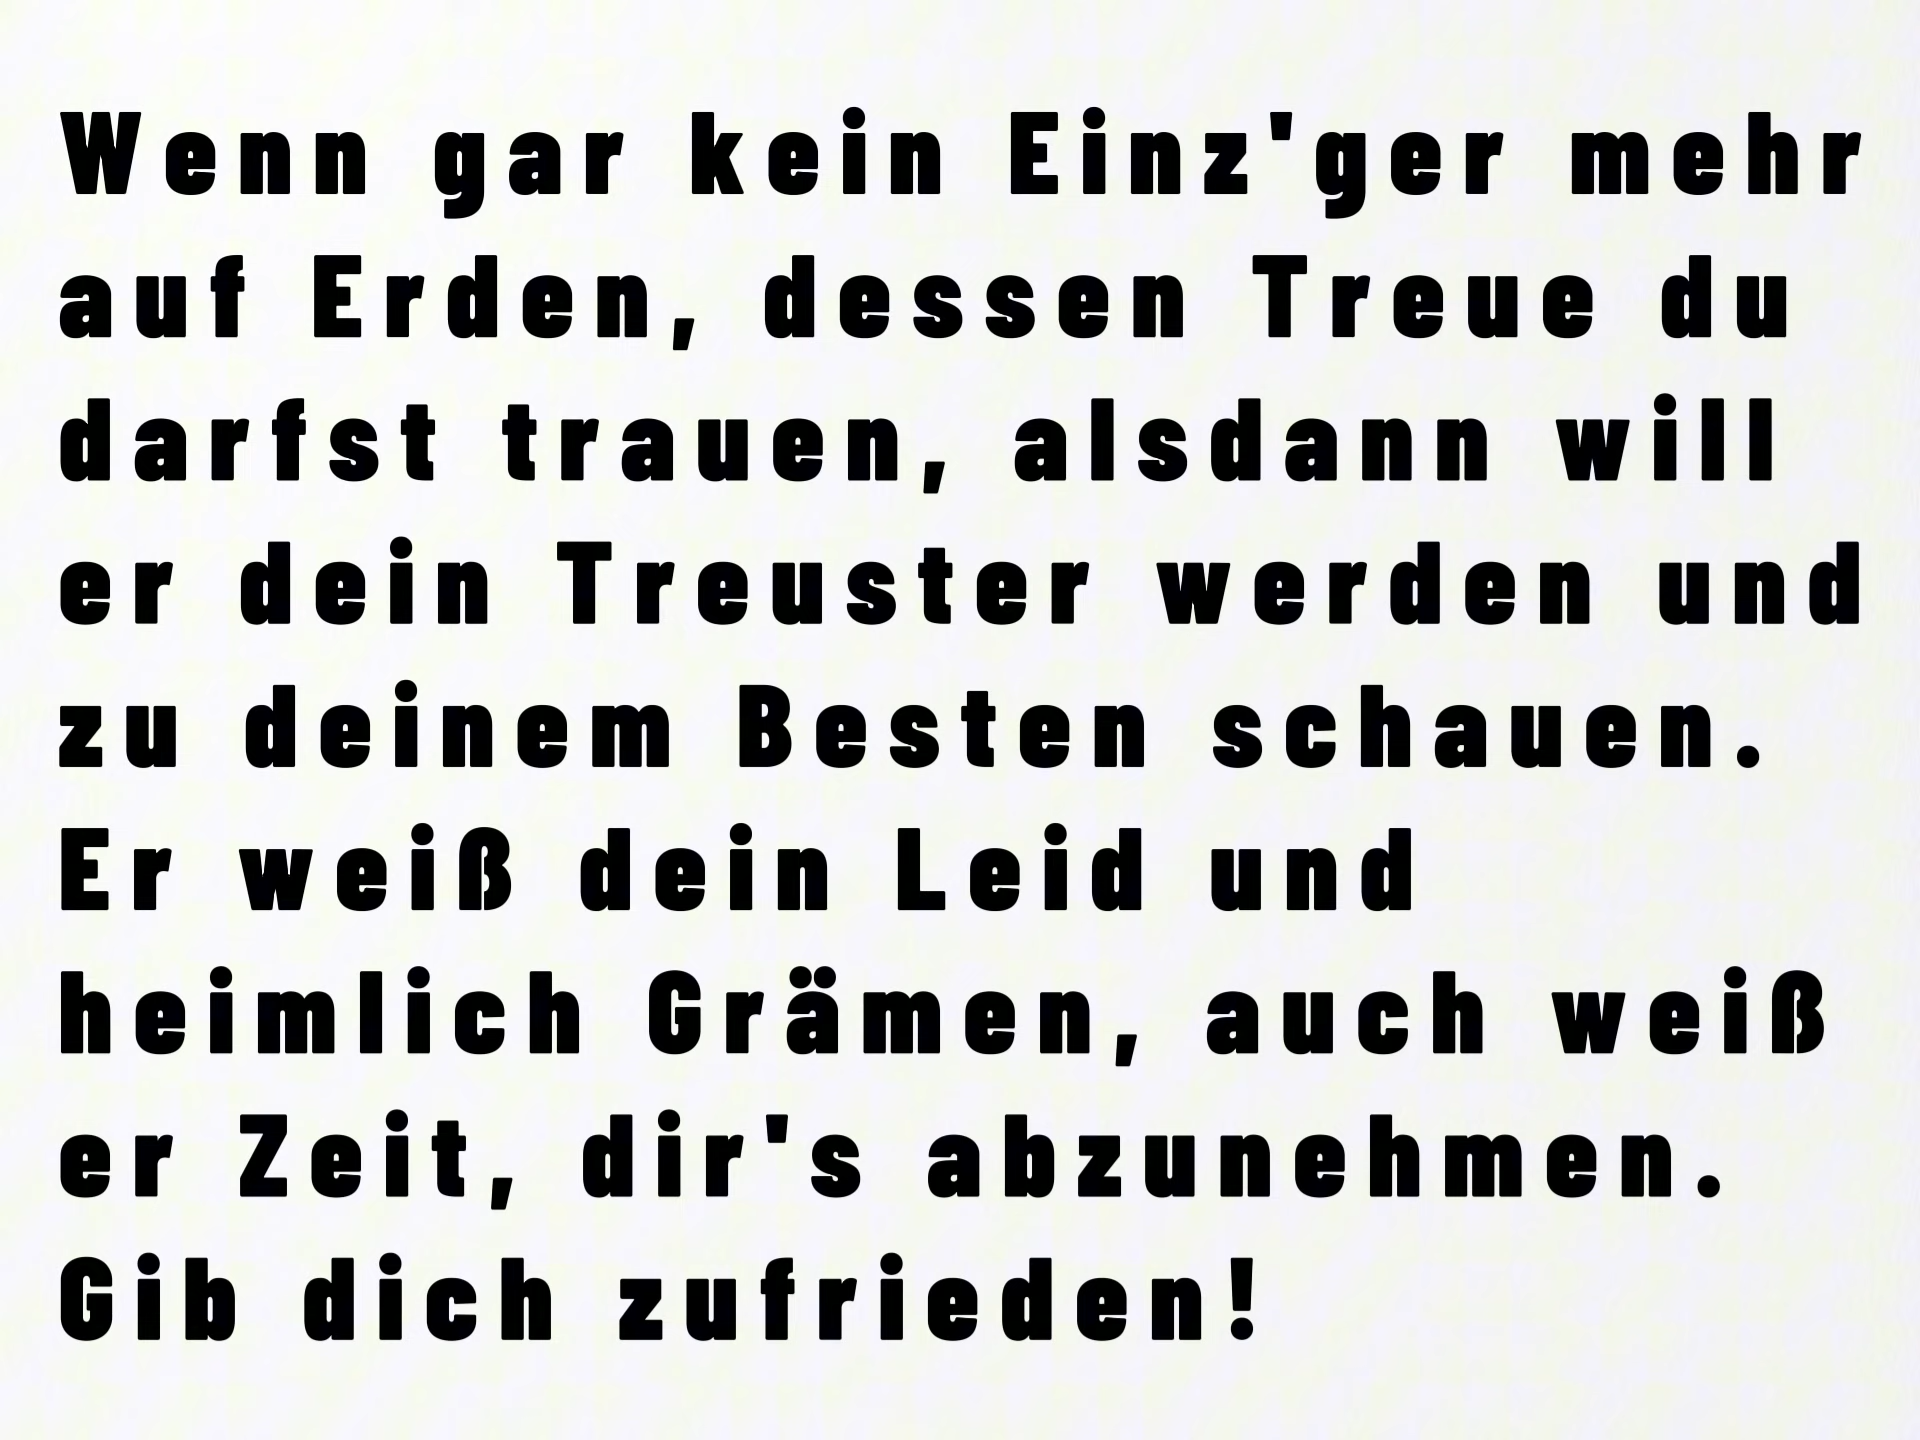 Wenn gar kein Einz'ger mehr
auf Erden, dessen Treue du
darfst trauen, alsdann will
er dein Treuster werden und
zu deinem Besten schauen.
Er weiß dein Leid und
heimlich Grämen, auch weiß
er Zeit, dir's abzunehmen.
Gib dich zufrieden!